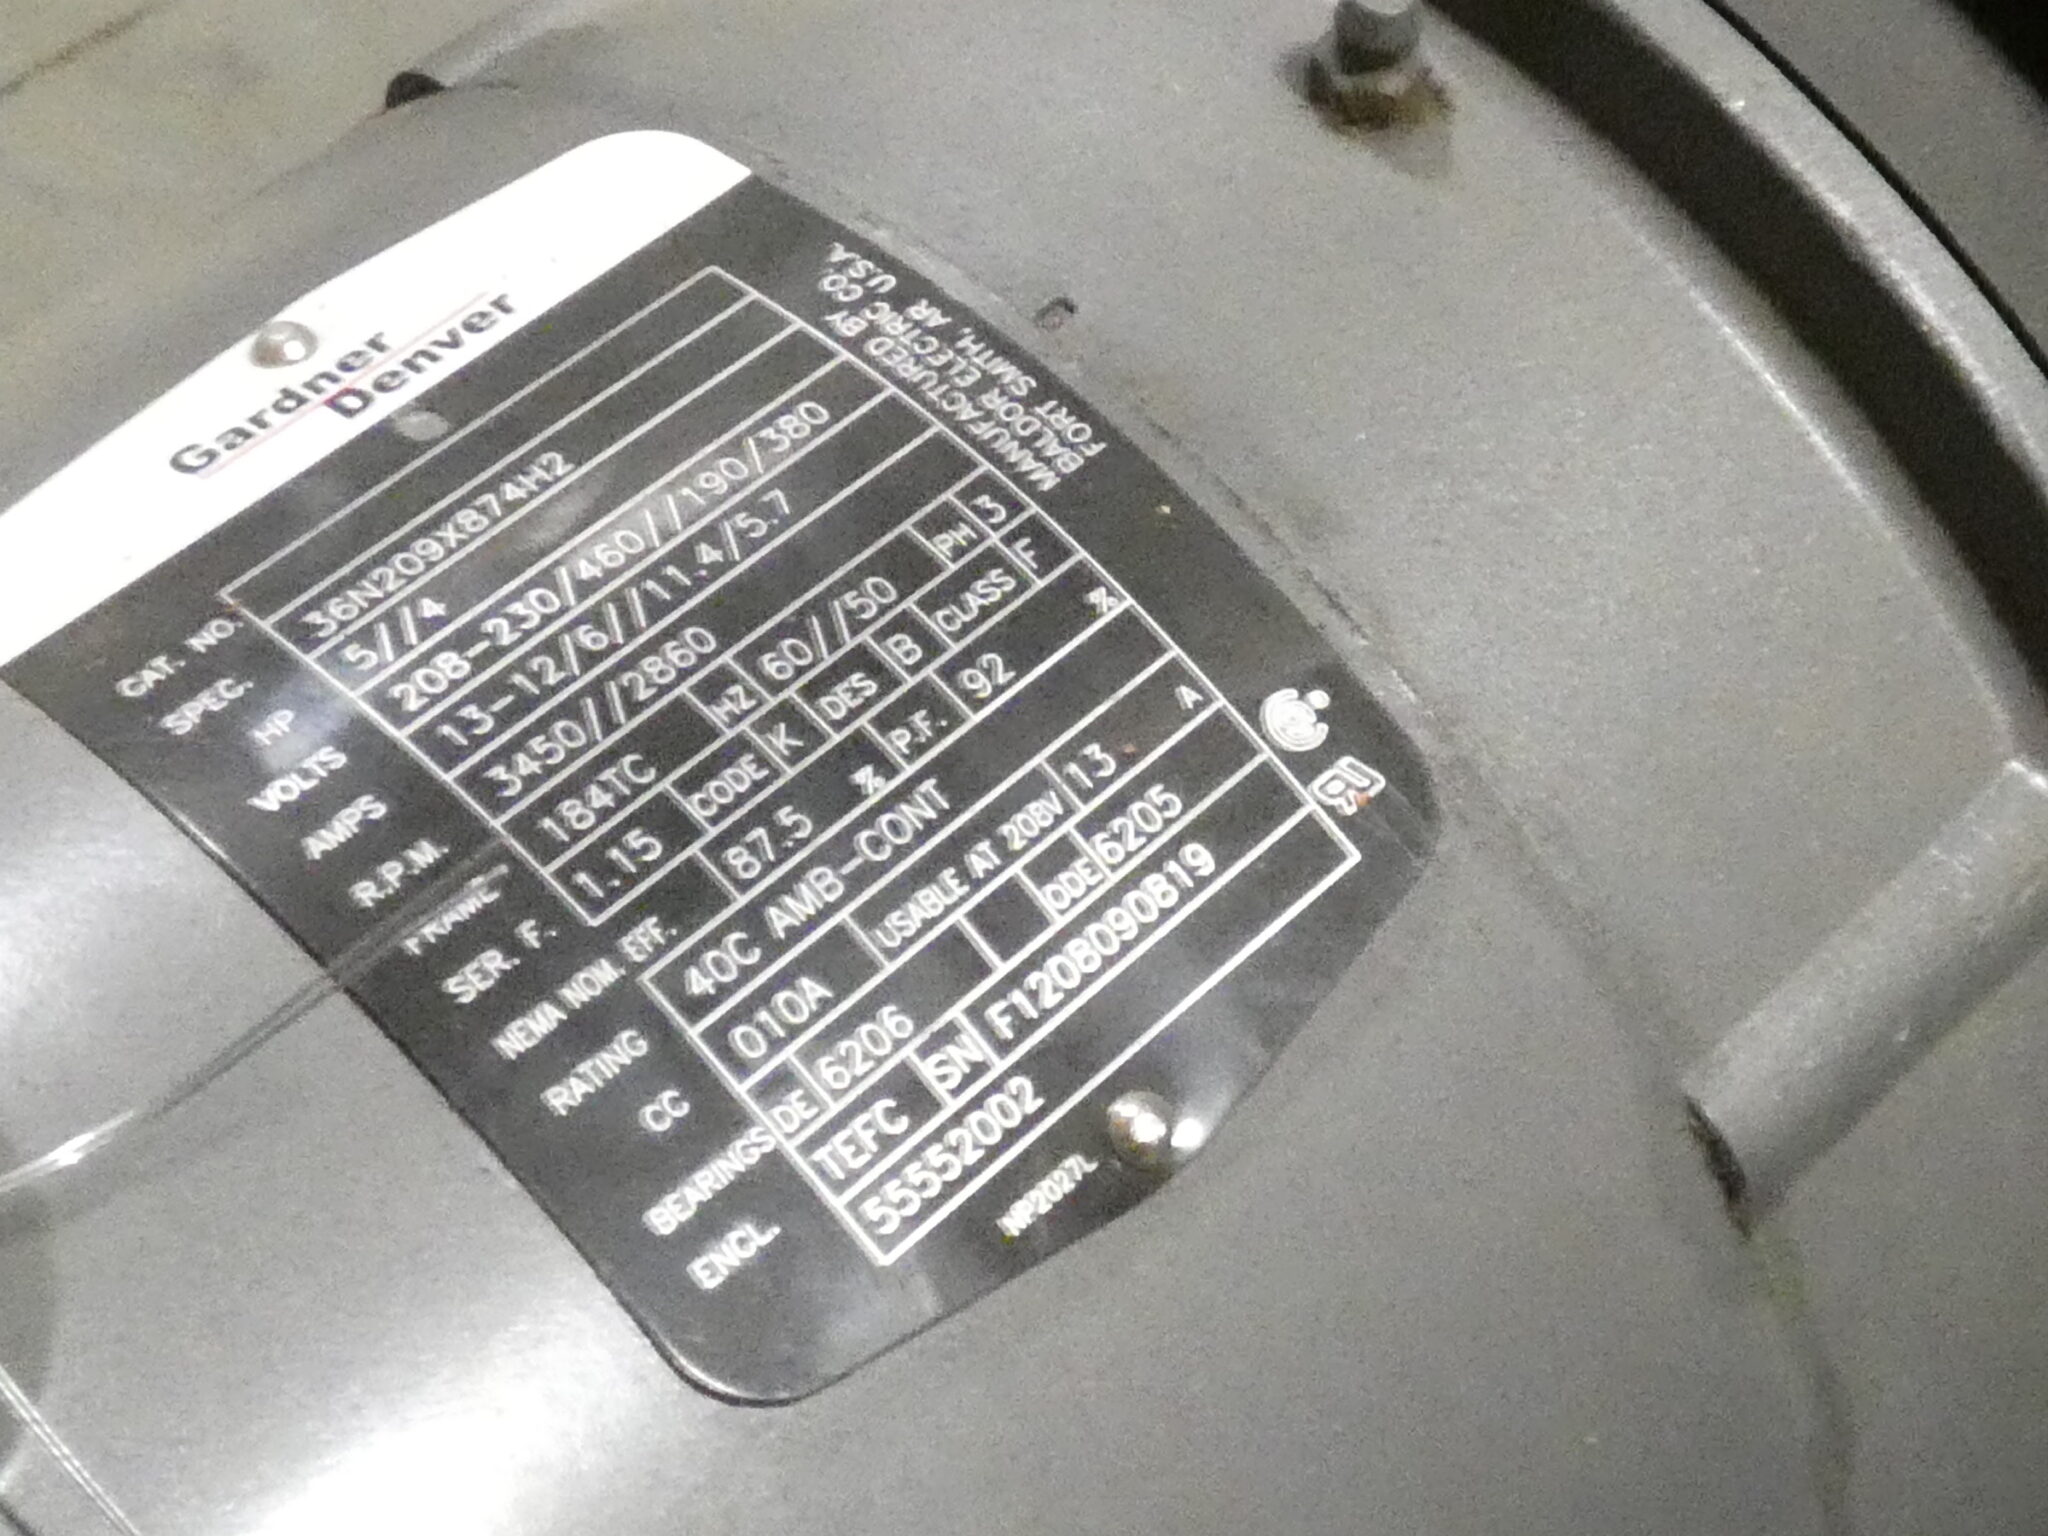 Gardner
Denver
MANUFACTURED BY
BALDOR ELECTRIC CO.
FORT SMITH, AR U.S.A.
CAT. NO.
SPEC. 36N209X874H2
HP 5//4
VOLTS 208-230/460//190/380
AMPS 13-12/6//11.4/5.7
R.P.M. 3450//2860
FRAME 184TC HZ 60//50 PH 3
SER. F. 1.15 CODE K DES B CLASS F
NEMA NOM. EFF. 87.5 % P.F. 92 %
RATING 40C AMB-CONT
CC 010A USABLE AT 208V 13 A
BEARINGS DE 6206 ODE 6205
ENCL. TEFC SN F1208090819
55552002
NP2027L